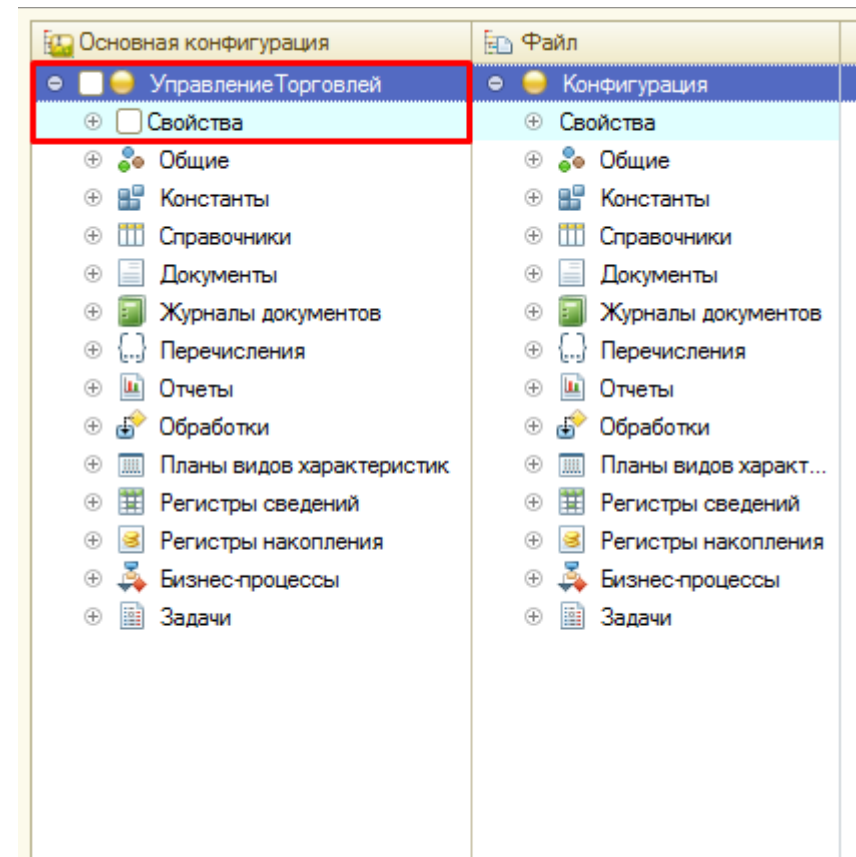 Основная конфигурация Файл
УправлениеТорговлей Конфигурация
Свойства Свойства
Общие Общие
Константы Константы
Справочники Справочники
Документы Документы
Журналы документов Журналы документов
{...} Перечисления {...} Перечисления
Отчеты Отчеты
Обработки Обработки
Планы видов характеристик Планы видов характ...
Регистры сведений Регистры сведений
Регистры накопления Регистры накопления
Бизнес-процессы Бизнес-процессы
Задачи Задачи